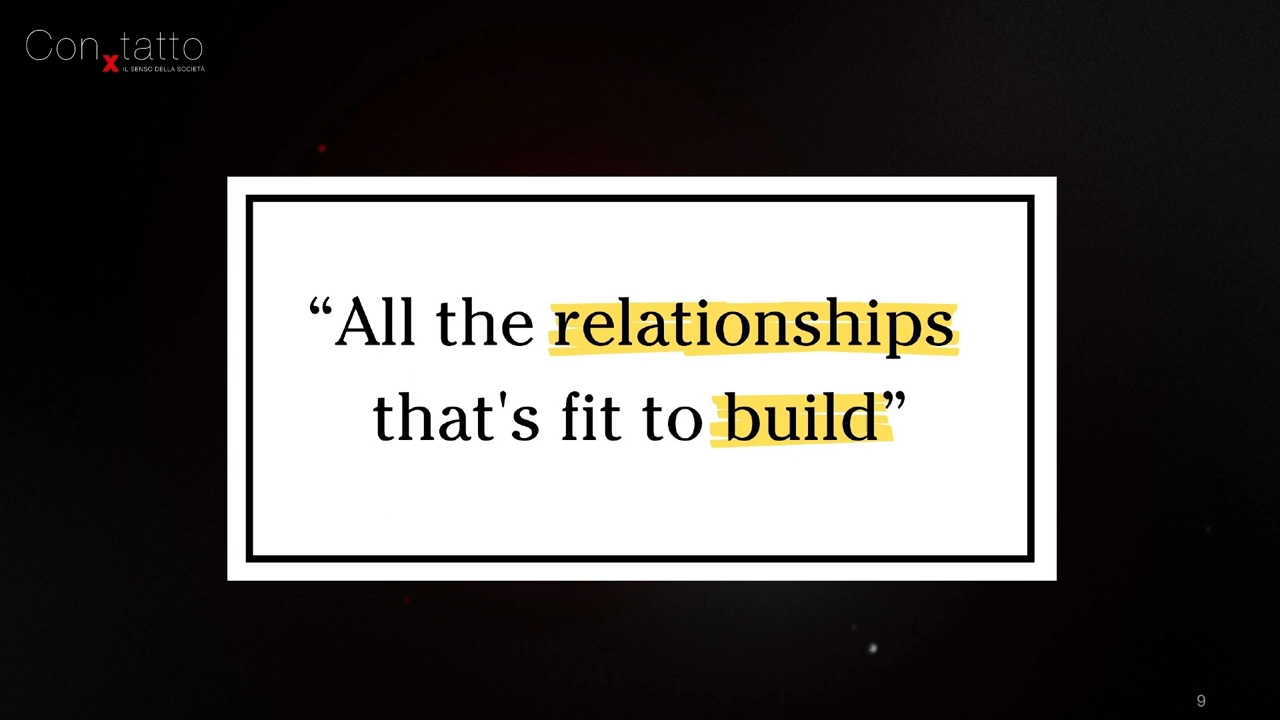 Con x tatto
IL SENSO DELLA SOCIETÀ
“All the relationships
that's fit to build”
9